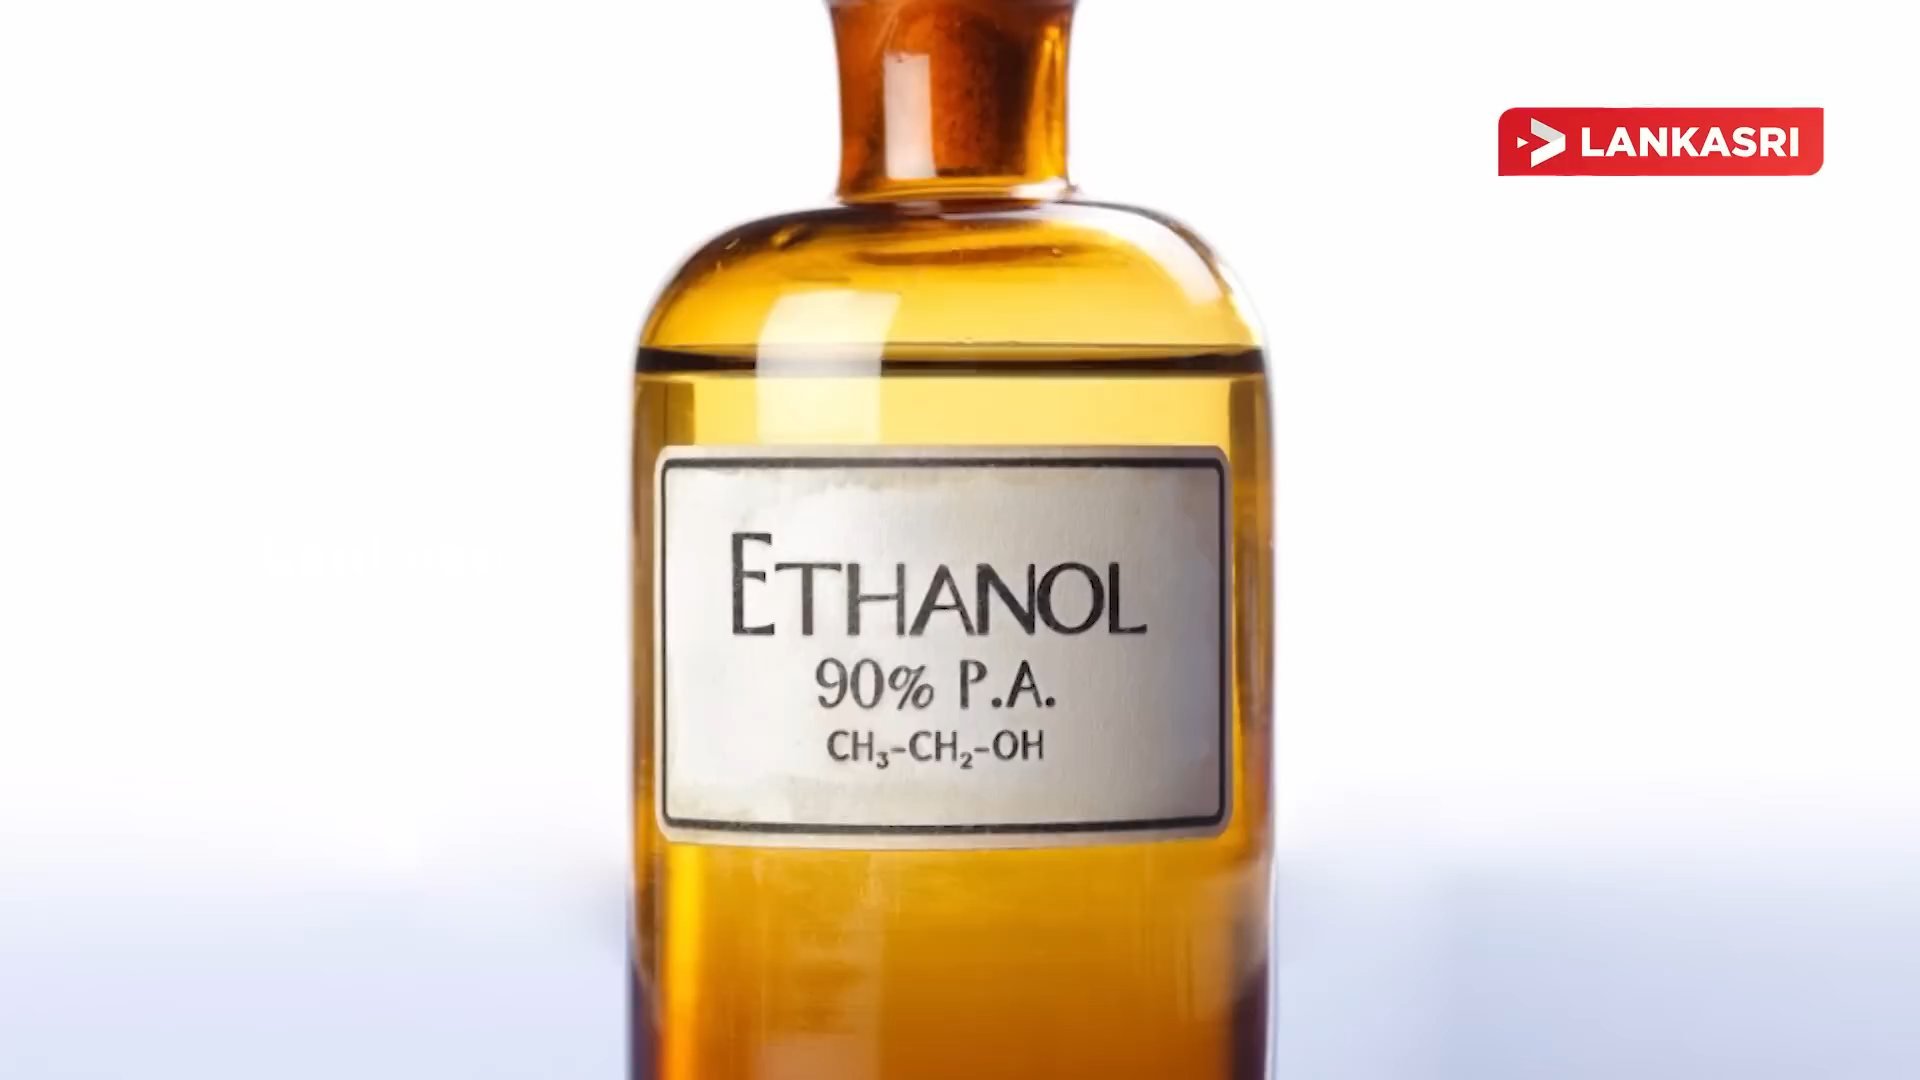 LANKASRI
ETHANOL
90% P.A.
CH₃-CH₂-OH